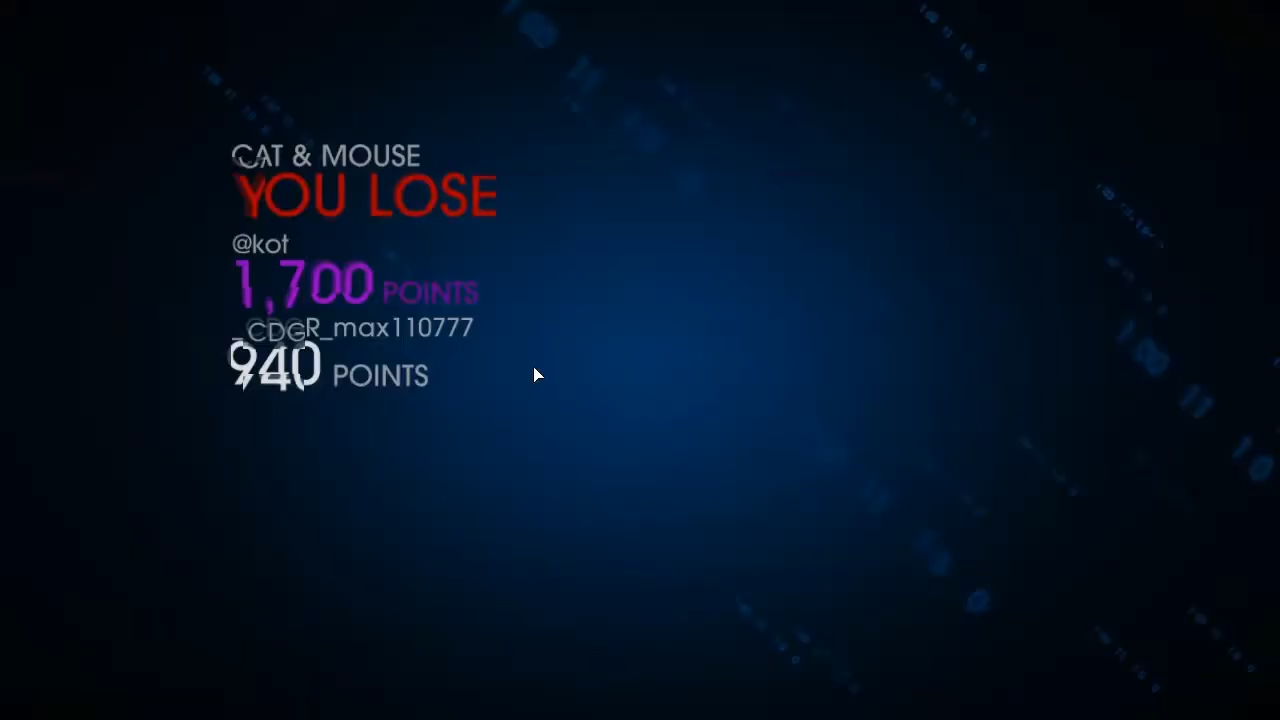 CAT & MOUSE
YOU LOSE
@kot
1,700 POINTS
_CDGR_max110777
940 POINTS